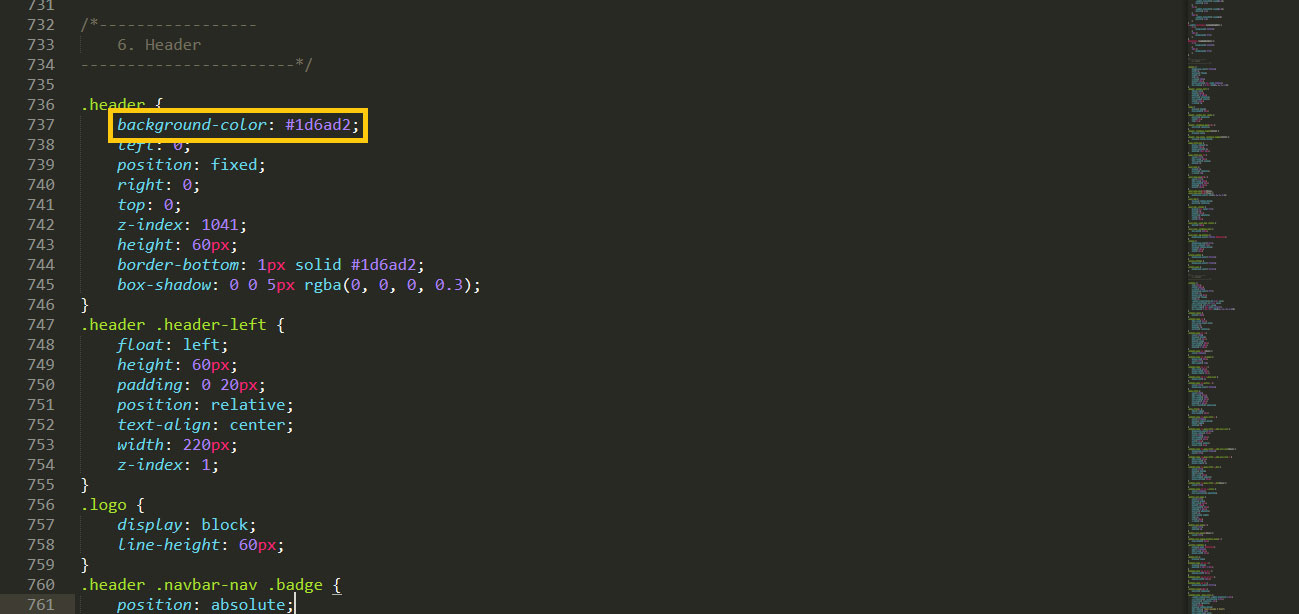 731
732 /*-----------------
733     6. Header
734 -----------------------*/
735
736 .header {
737     background-color: #1d6ad2;
738     left: 0;
739     position: fixed;
740     right: 0;
741     top: 0;
742     z-index: 1041;
743     height: 60px;
744     border-bottom: 1px solid #1d6ad2;
745     box-shadow: 0 0 5px rgba(0, 0, 0, 0.3);
746 }
747 .header .header-left {
748     float: left;
749     height: 60px;
750     padding: 0 20px;
751     position: relative;
752     text-align: center;
753     width: 220px;
754     z-index: 1;
755 }
756 .logo {
757     display: block;
758     line-height: 60px;
759 }
760 .header .navbar-nav .badge {
761     position: absolute;